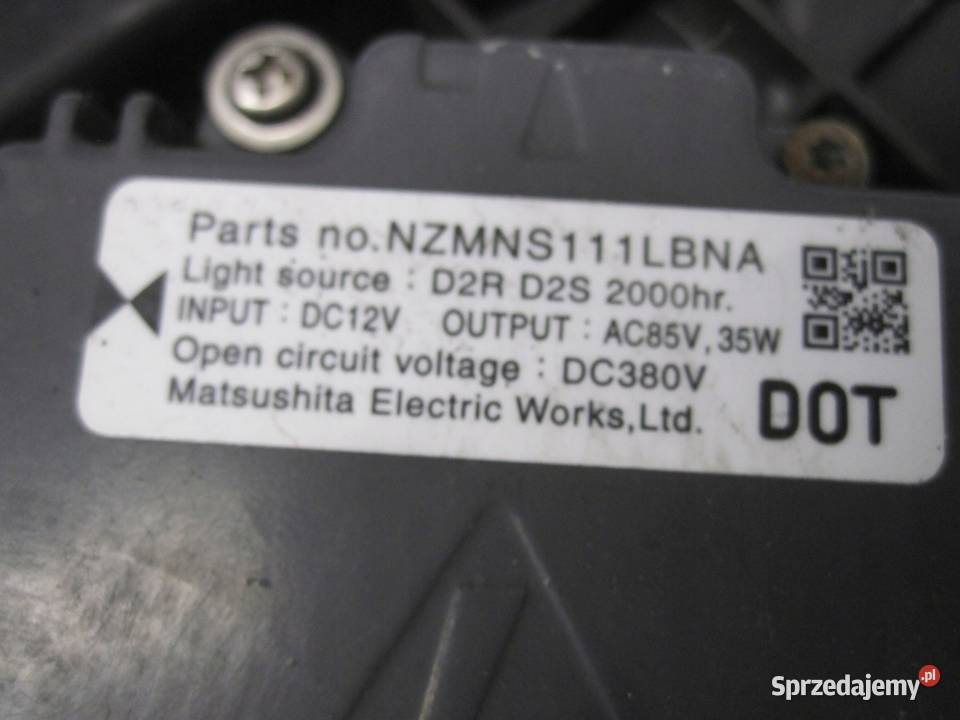 Parts no.NZMNS111LBNA
Light source : D2R D2S 2000hr.
INPUT : DC12V OUTPUT : AC85V, 35W
Open circuit voltage : DC380V
Matsushita Electric Works,Ltd.
DOT
Sprzedajemy.pl